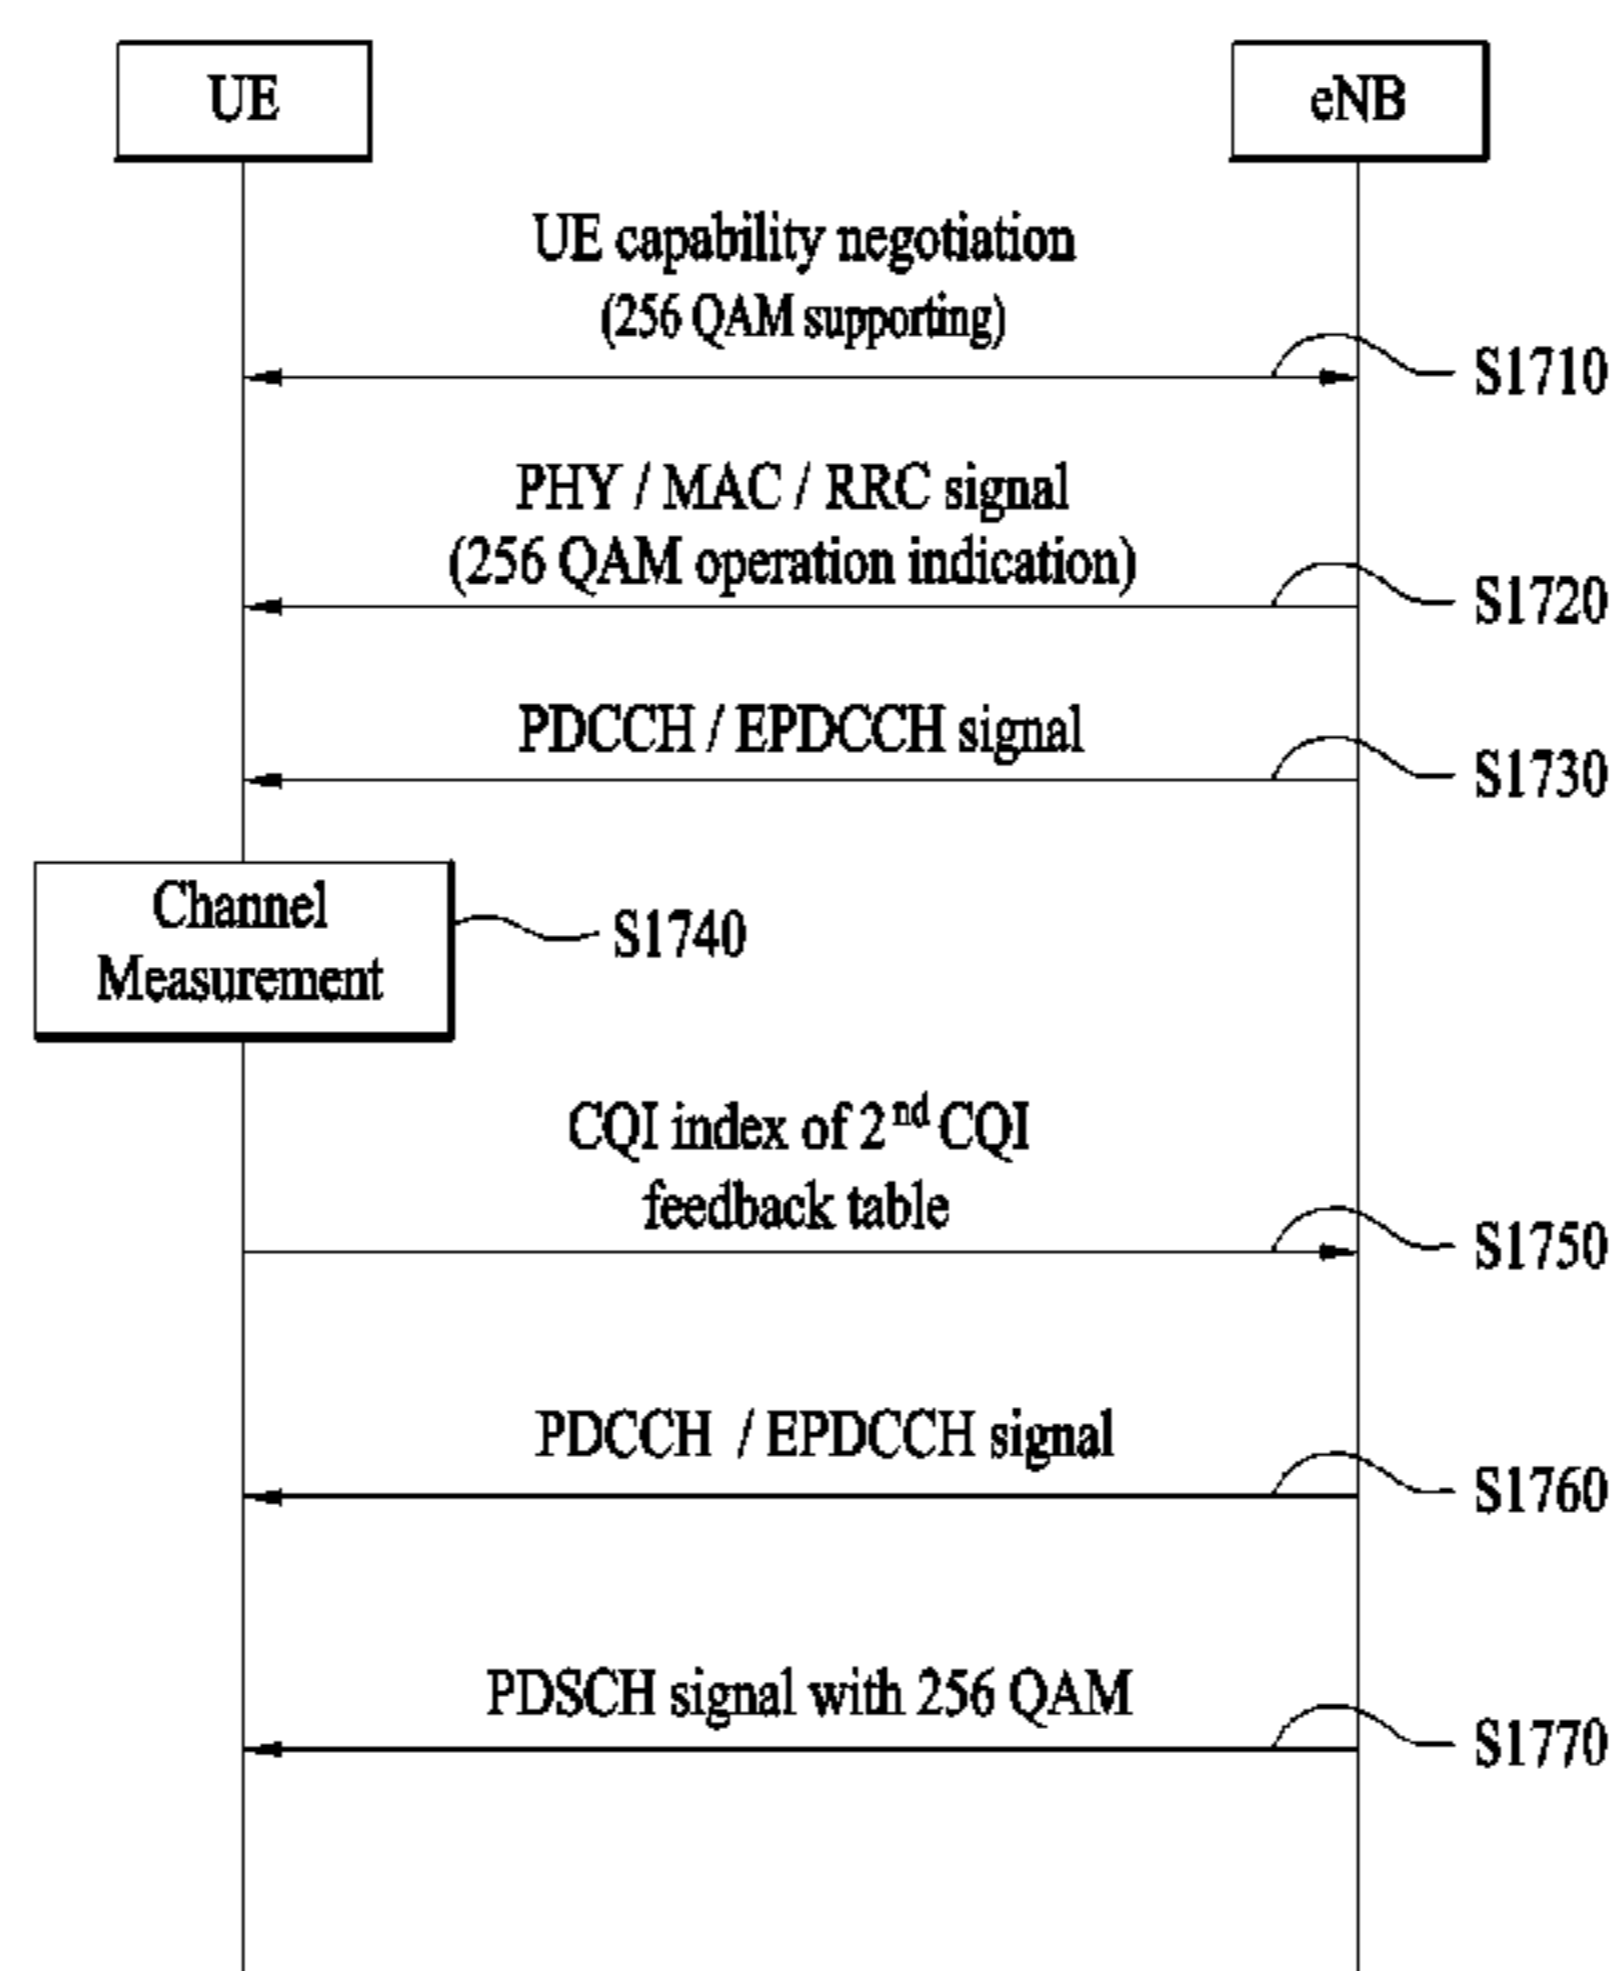 UE
eNB
UE capability negotiation
(256 QAM supporting)
S1710
PHY / MAC / RRC signal
(256 QAM operation indication)
S1720
PDCCH / EPDCCH signal
S1730
Channel
Measurement
S1740
CQI index of 2nd CQI
feedback table
S1750
PDCCH / EPDCCH signal
S1760
PDSCH signal with 256 QAM
S1770